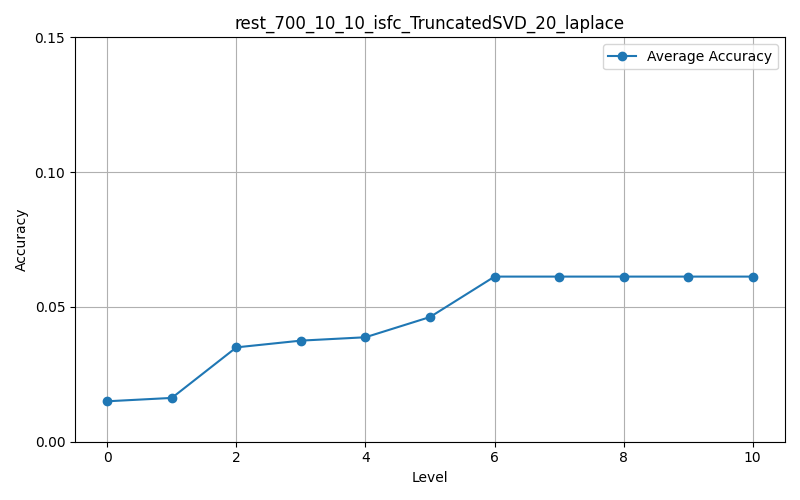 rest_700_10_10_isfc_TruncatedSVD_20_laplace
Average Accuracy
0.15
0.10
0.05
0.00
Accuracy
0 2 4 6 8 10
Level